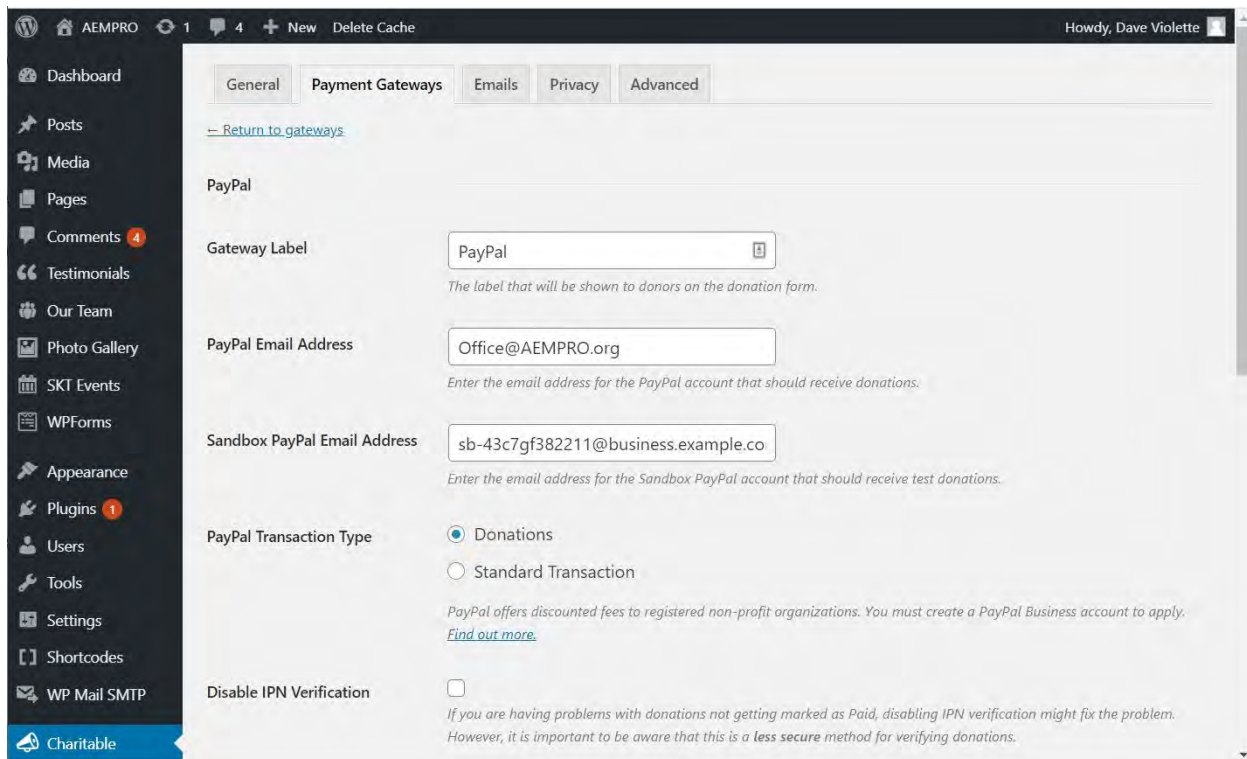 AEMPRO 1 4 New Delete Cache Howdy, Dave Violette
Dashboard
Posts
Media
Pages
Comments 4
Testimonials
Our Team
Photo Gallery
SKT Events
WPForms
Appearance
Plugins 1
Users
Tools
Settings
Shortcodes
WP Mail SMTP
Charitable
General Payment Gateways Emails Privacy Advanced
← Return to gateways
PayPal
Gateway Label PayPal
The label that will be shown to donors on the donation form.
PayPal Email Address Office@AEMPRO.org
Enter the email address for the PayPal account that should receive donations.
Sandbox PayPal Email Address sb-43c7gf382211@business.example.co
Enter the email address for the Sandbox PayPal account that should receive test donations.
PayPal Transaction Type Donations
Standard Transaction
PayPal offers discounted fees to registered non-profit organizations. You must create a PayPal Business account to apply.
Find out more.
Disable IPN Verification
If you are having problems with donations not getting marked as Paid, disabling IPN verification might fix the problem.
However, it is important to be aware that this is a less secure method for verifying donations.